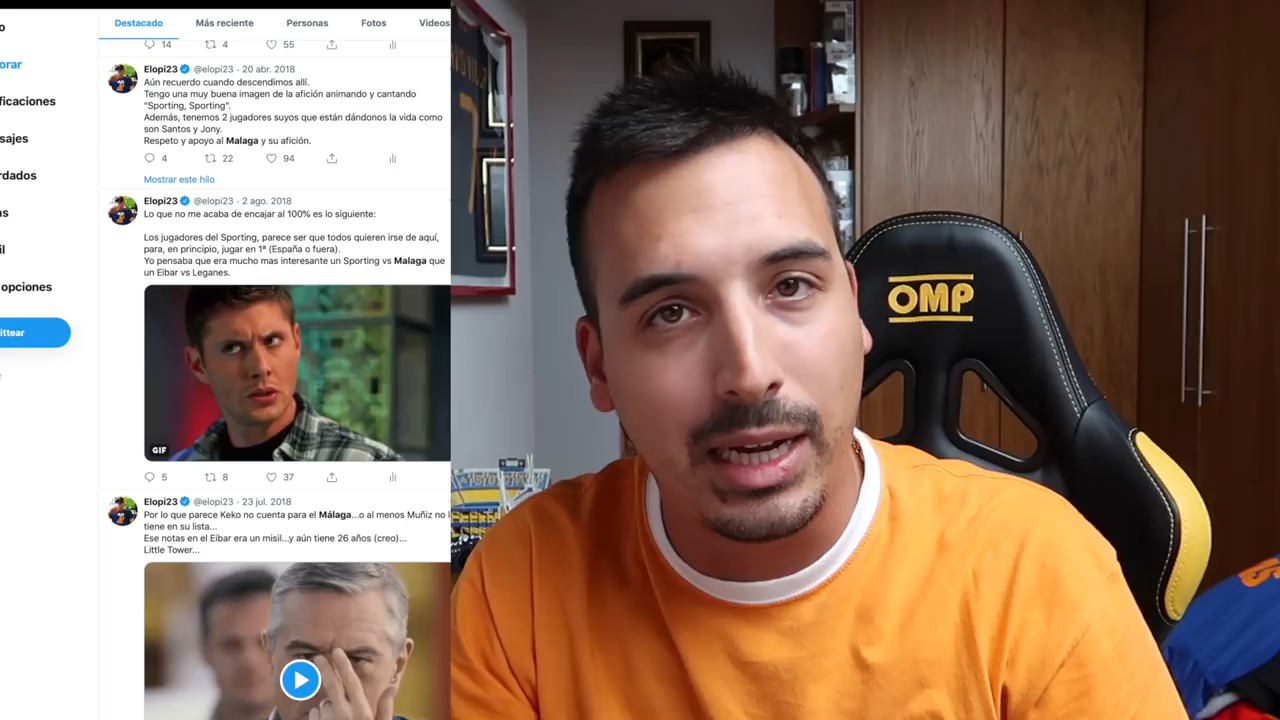 Destacado
Más reciente
Personas
Fotos
Videos
o
orar
ificaciones
sajes
rdados
as
il
opciones
ittear
14
4
55
Elopi23 @elopi23 · 20 abr. 2018
Aún recuerdo cuando descendimos allí.
Tengo una muy buena imagen de la afición animando y cantando
"Sporting, Sporting".
Además, tenemos 2 jugadores suyos que están dándonos la vida como
son Santos y Jony.
Respeto y apoyo al Malaga y su afición.
4
22
94
Mostrar este hilo
Elopi23 @elopi23 · 2 ago. 2018
Lo que no me acaba de encajar al 100% es lo siguiente:
Los jugadores del Sporting, parece ser que todos quieren irse de aquí,
para, en principio, jugar en 1ª (España o fuera).
Yo pensaba que era mucho mas interesante un Sporting vs Malaga que
un Eibar vs Leganes.
GIF
5
8
37
Elopi23 @elopi23 · 23 jul. 2018
Por lo que parece Keko no cuenta para el Málaga...o al menos Muñiz no l
tiene en su lista...
Ese notas en el Eibar era un misil...y aún tiene 26 años (creo)...
Little Tower...
OMP